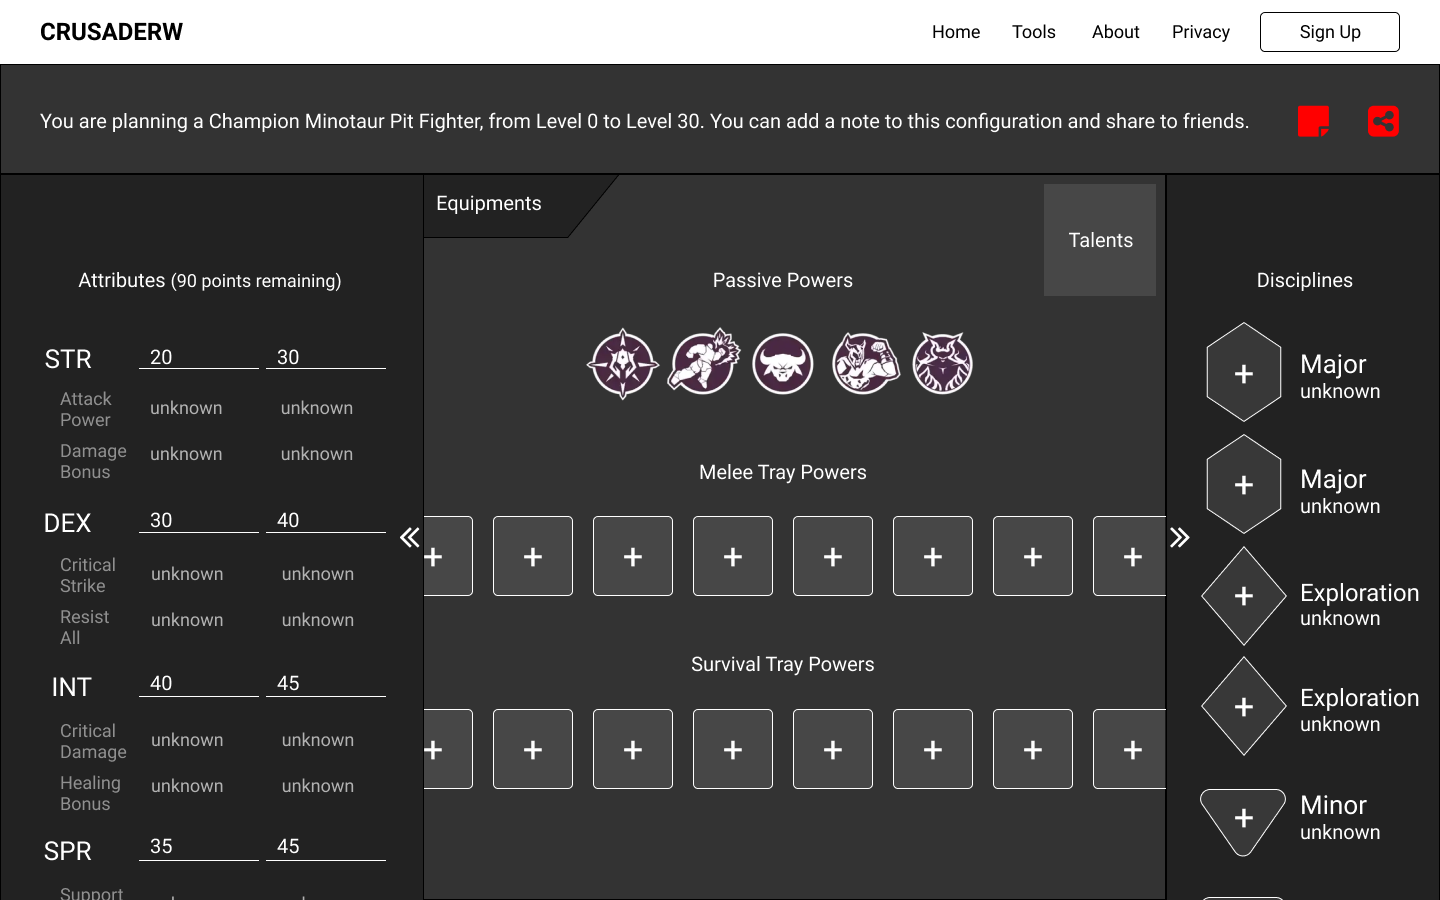 CRUSADERW
Home
Tools
About
Privacy
Sign Up
You are planning a Champion Minotaur Pit Fighter, from Level 0 to Level 30. You can add a note to this configuration and share to friends.
Attributes (90 points remaining)
STR
20
30
Attack
Power
unknown
unknown
Damage
Bonus
unknown
unknown
DEX
30
40
Critical
Strike
unknown
unknown
Resist
All
unknown
unknown
INT
40
45
Critical
Damage
unknown
unknown
Healing
Bonus
unknown
unknown
SPR
35
45
Support
Equipments
Talents
Passive Powers
Melee Tray Powers
+
+
+
+
+
+
+
+
Survival Tray Powers
+
+
+
+
+
+
+
+
Disciplines
+
Major
unknown
+
Major
unknown
+
Exploration
unknown
+
Exploration
unknown
+
Minor
unknown